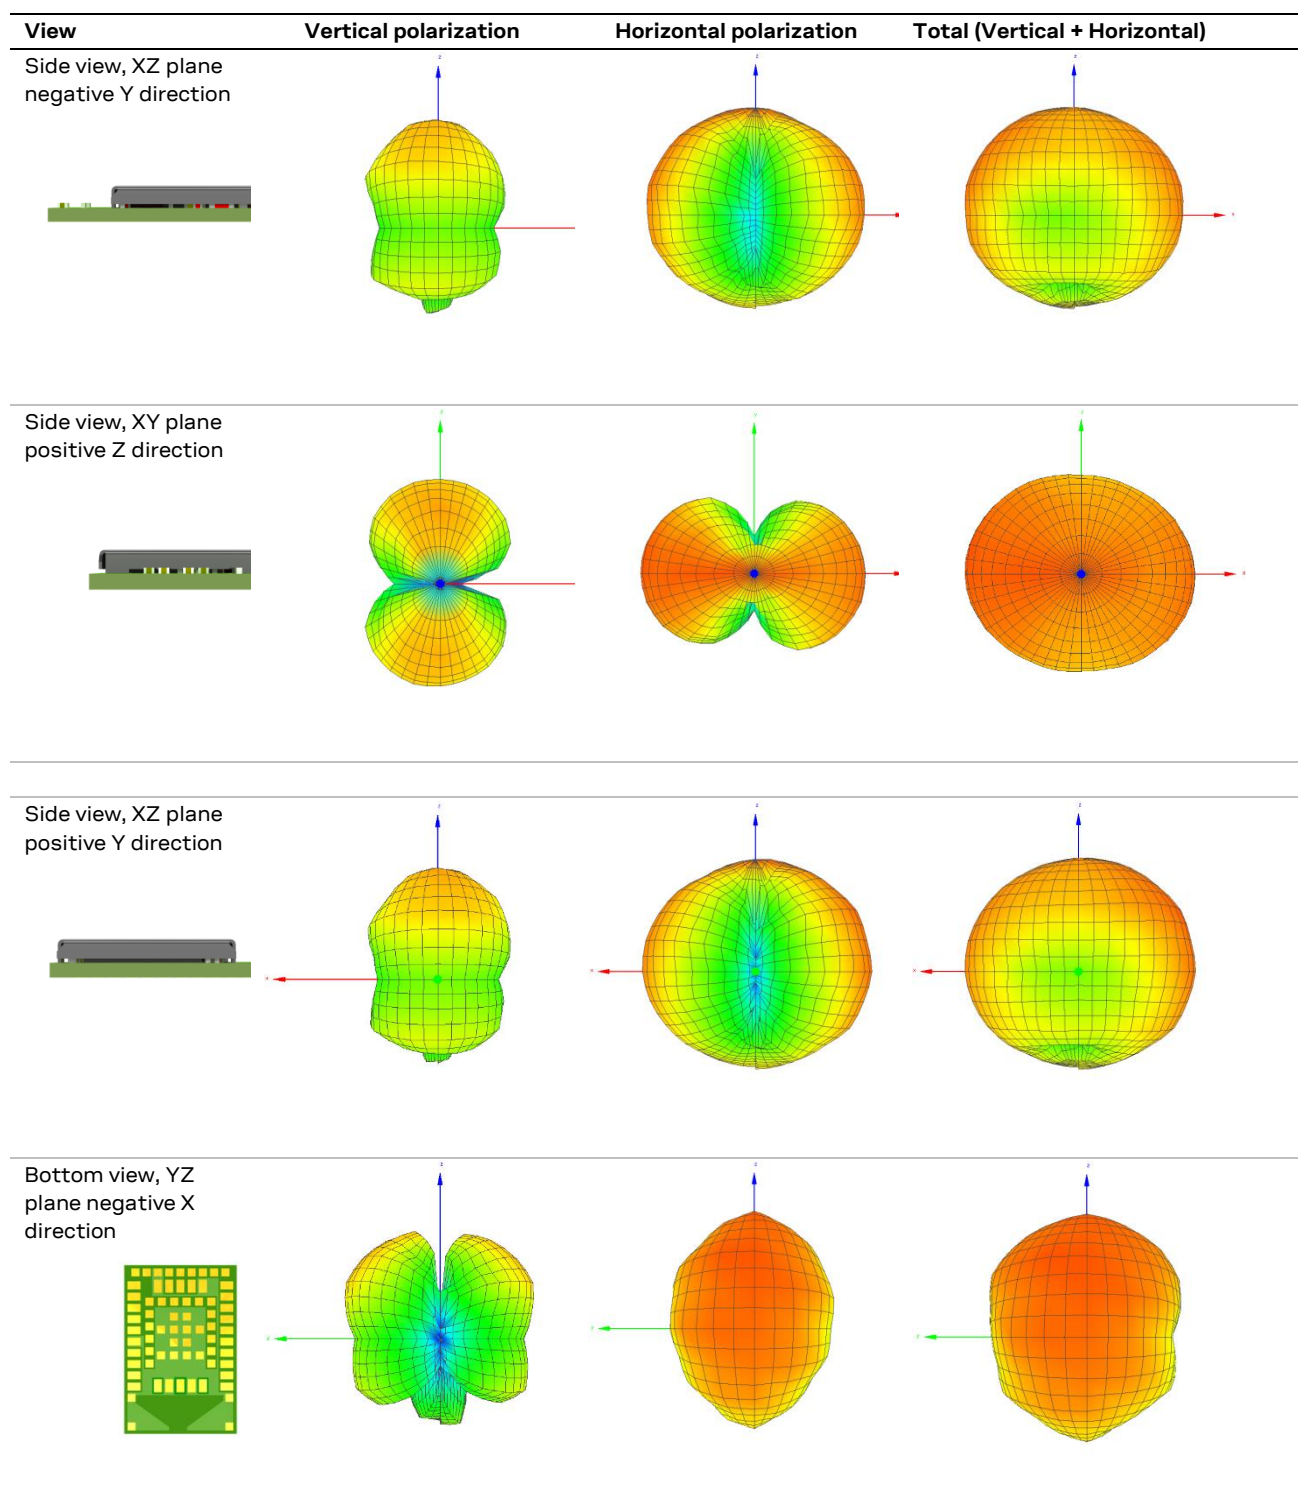 View Vertical polarization Horizontal polarization Total (Vertical + Horizontal)
Side view, XZ plane
negative Y direction
Side view, XY plane
positive Z direction
Side view, XZ plane
positive Y direction
Bottom view, YZ
plane negative X
direction